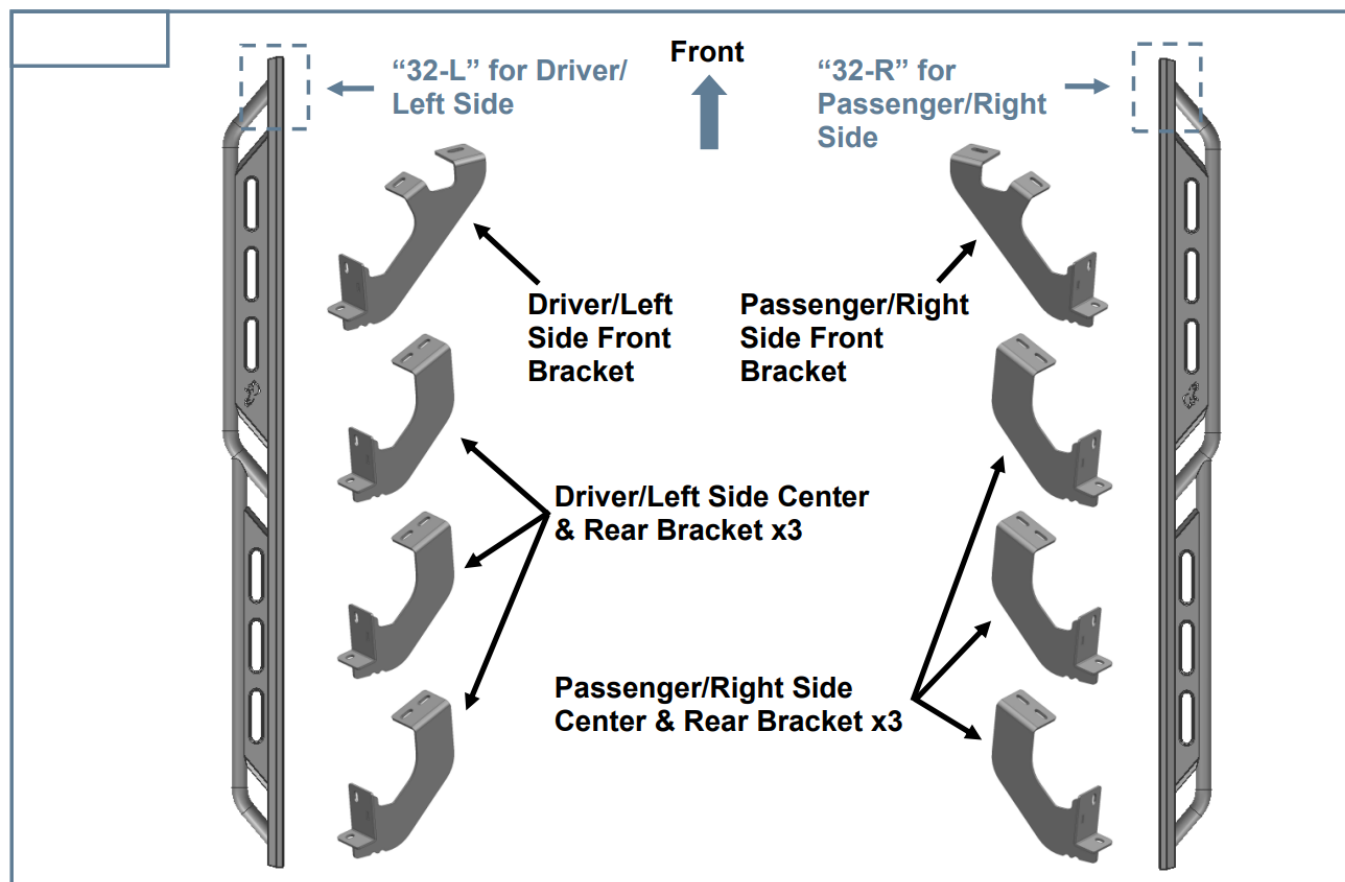 Front
“32-L” for Driver/
Left Side
“32-R” for
Passenger/Right
Side
Driver/Left
Side Front
Bracket
Passenger/Right
Side Front
Bracket
Driver/Left Side Center
& Rear Bracket x3
Passenger/Right Side
Center & Rear Bracket x3